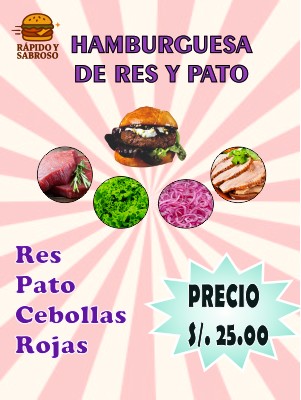 RÁPIDO Y
SABROSO
HAMBURGUESA
DE RES Y PATO
Res
Pato
Cebollas
Rojas
PRECIO
S/. 25.00